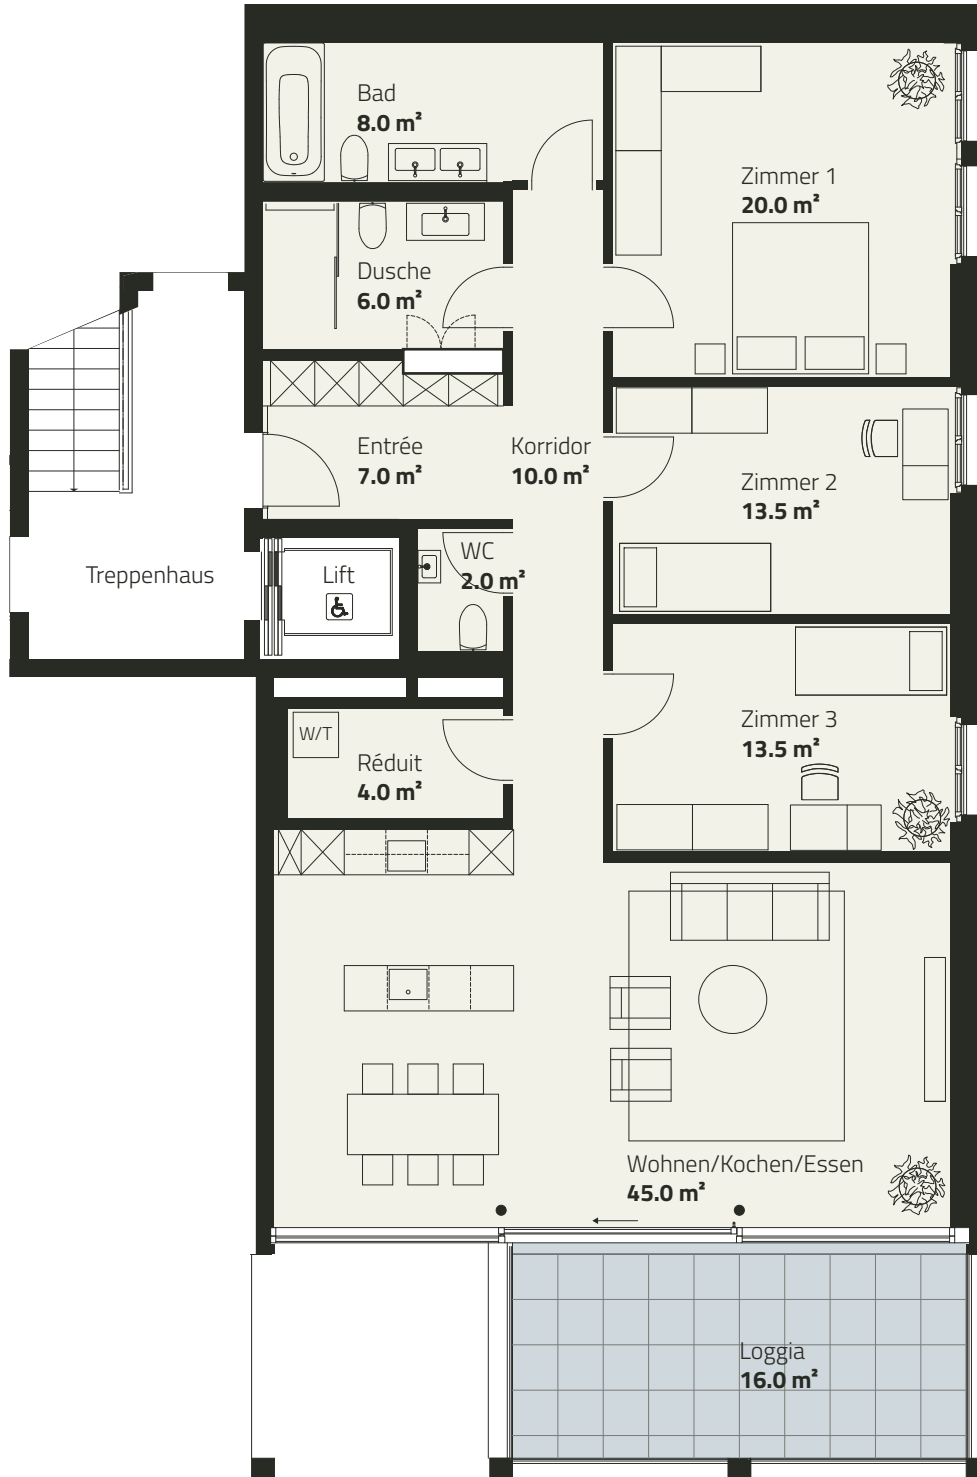 Bad
8.0 m²
Zimmer 1
20.0 m²
Dusche
6.0 m²
Entrée
7.0 m²
Korridor
10.0 m²
Zimmer 2
13.5 m²
WC
2.0 m²
Treppenhaus
Lift
Zimmer 3
13.5 m²
W/T
Réduit
4.0 m²
Wohnen/Kochen/Essen
45.0 m²
Loggia
16.0 m²